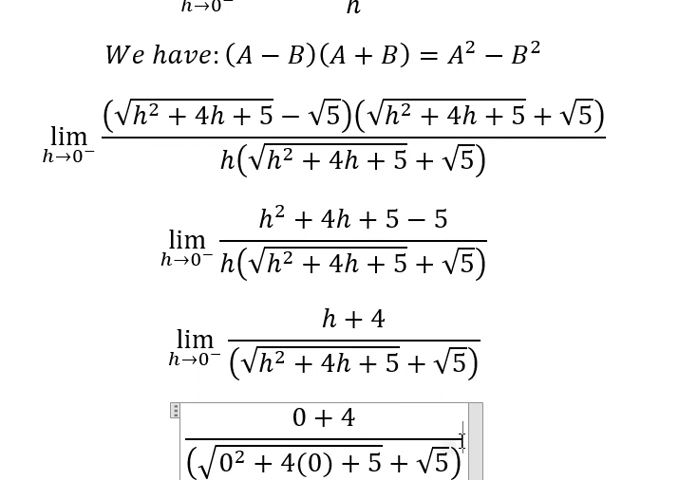 h→0⁻ h
We have: (A − B)(A + B) = A² − B²
lim h→0⁻ (√(h² + 4h + 5) − √5)(√(h² + 4h + 5) + √5) / h(√(h² + 4h + 5) + √5)
lim h→0⁻ h² + 4h + 5 − 5 / h(√(h² + 4h + 5) + √5)
lim h→0⁻ h + 4 / (√(h² + 4h + 5) + √5)
0 + 4 / (√(0² + 4(0) + 5) + √5)